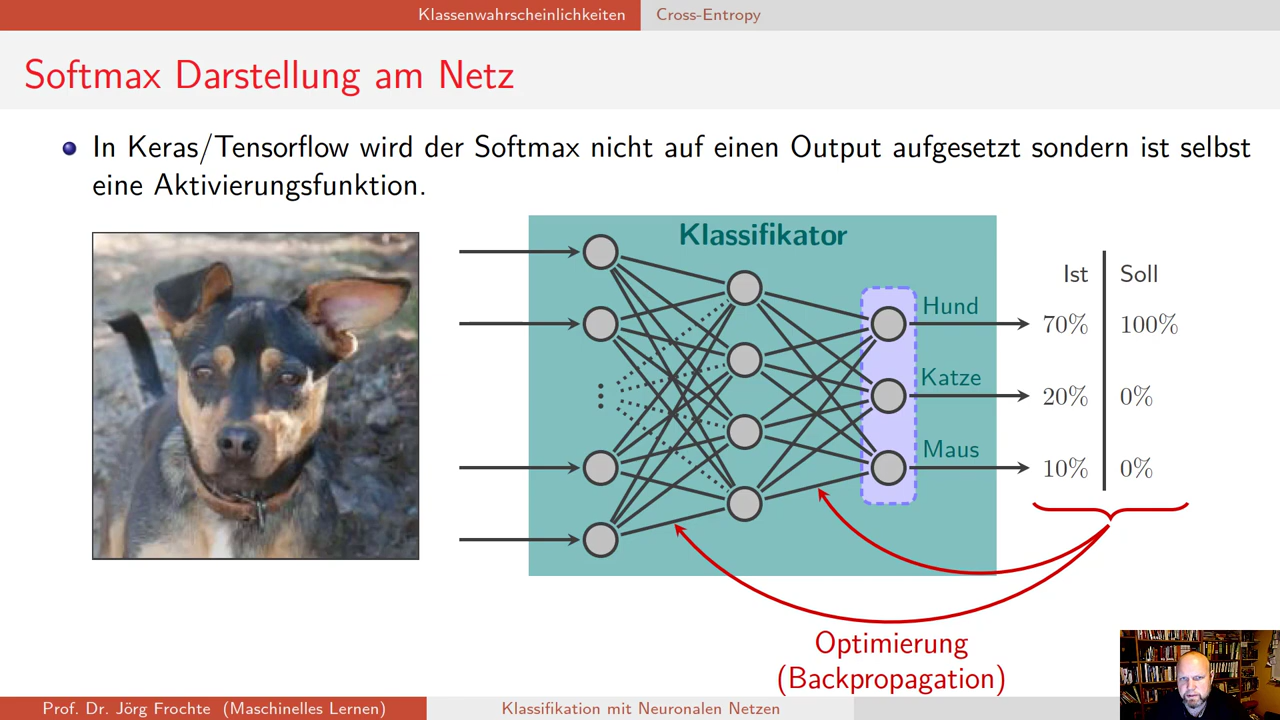 Klassenwahrscheinlichkeiten Cross-Entropy
Softmax Darstellung am Netz
In Keras/Tensorflow wird der Softmax nicht auf einen Output aufgesetzt sondern ist selbst
eine Aktivierungsfunktion.
Klassifikator
Ist Soll
Hund
70% 100%
Katze
20% 0%
Maus
10% 0%
Optimierung
(Backpropagation)
Prof. Dr. Jörg Frochte (Maschinelles Lernen) Klassifikation mit Neuronalen Netzen